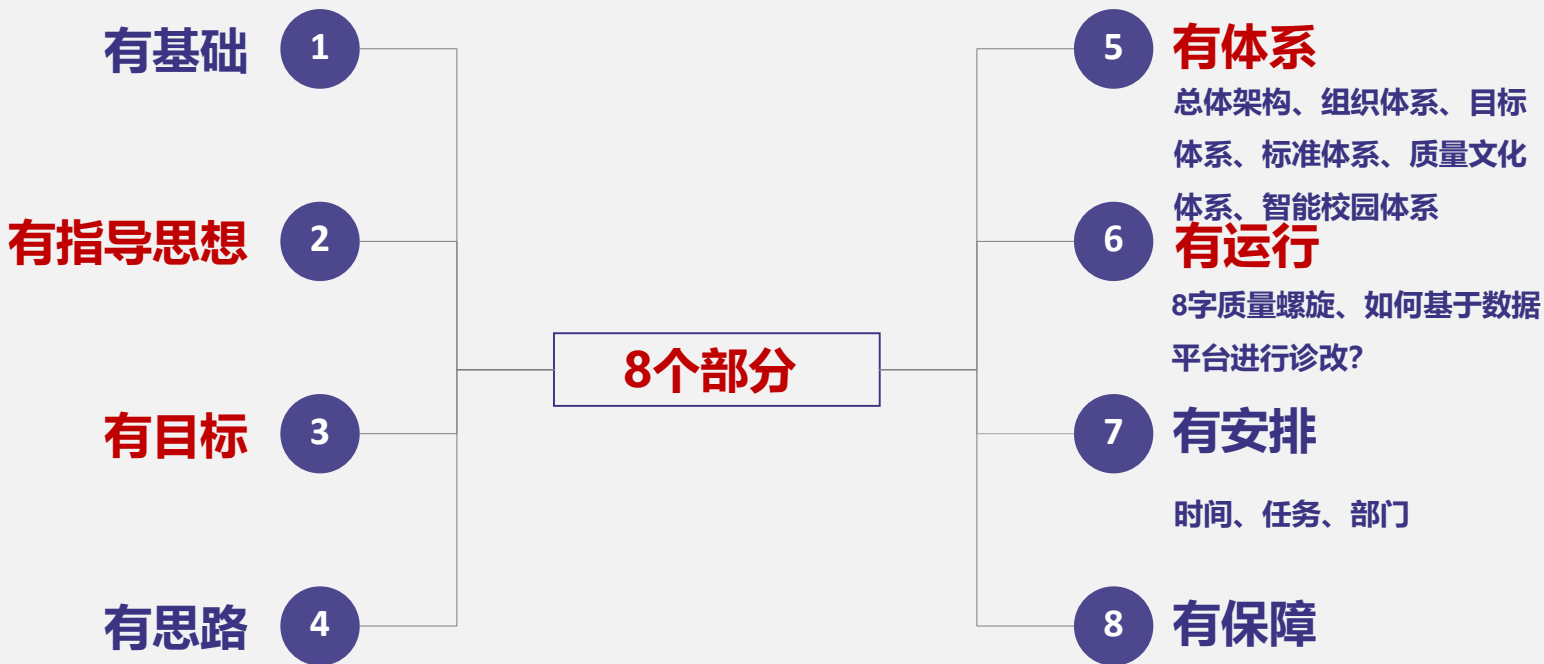 有基础
1
有指导思想
2
有目标
3
有思路
4
8个部分
5
有体系
总体架构、组织体系、目标
体系、标准体系、质量文化
体系、智能校园体系
6
有运行
8字质量螺旋、如何基于数据
平台进行诊改?
7
有安排
时间、任务、部门
8
有保障